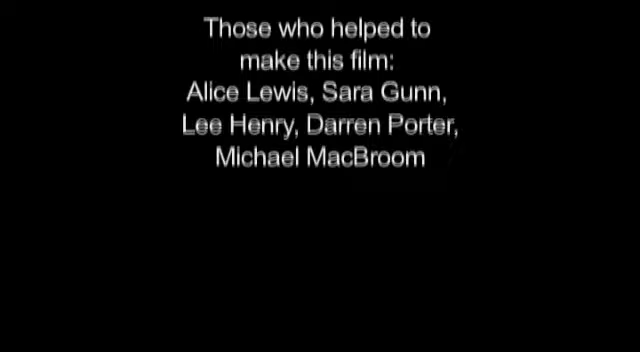 Those who helped to
make this film:
Alice Lewis, Sara Gunn,
Lee Henry, Darren Porter,
Michael MacBroom